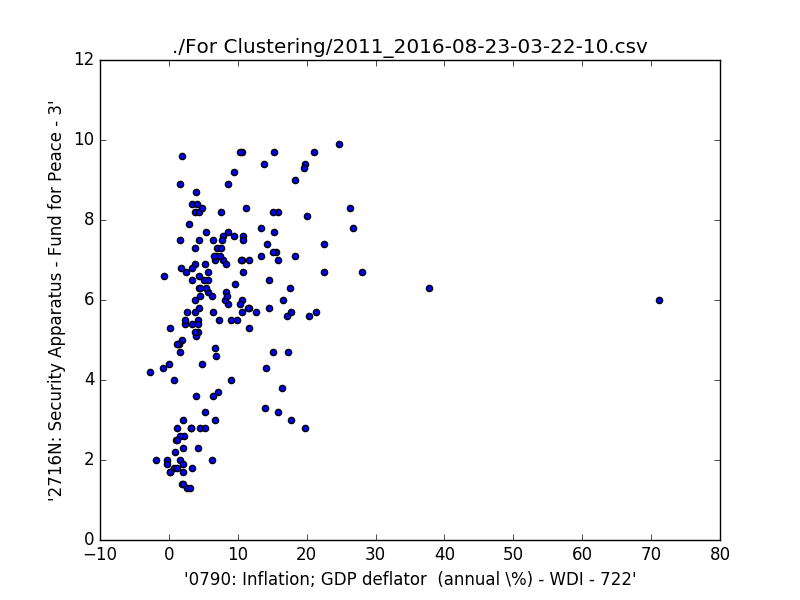 ./For Clustering/2011_2016-08-23-03-22-10.csv
12
10
8
6
4
2
0
'2716N: Security Apparatus - Fund for Peace - 3'
−10 0 10 20 30 40 50 60 70 80
'0790: Inflation; GDP deflator  (annual \%) - WDI - 722'